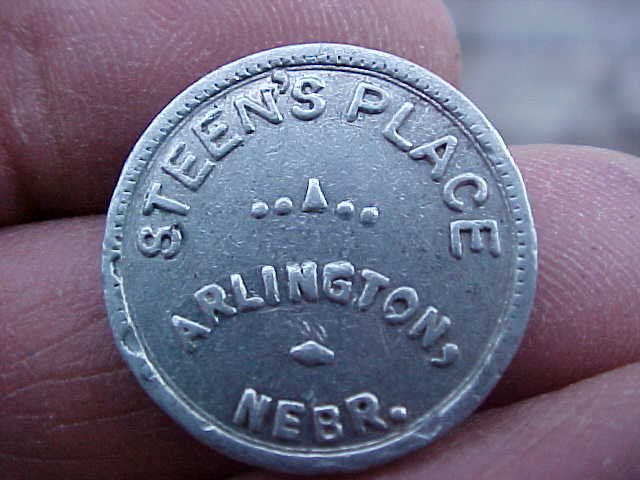 STEEN'S PLACE
ARLINGTON,
NEBR.